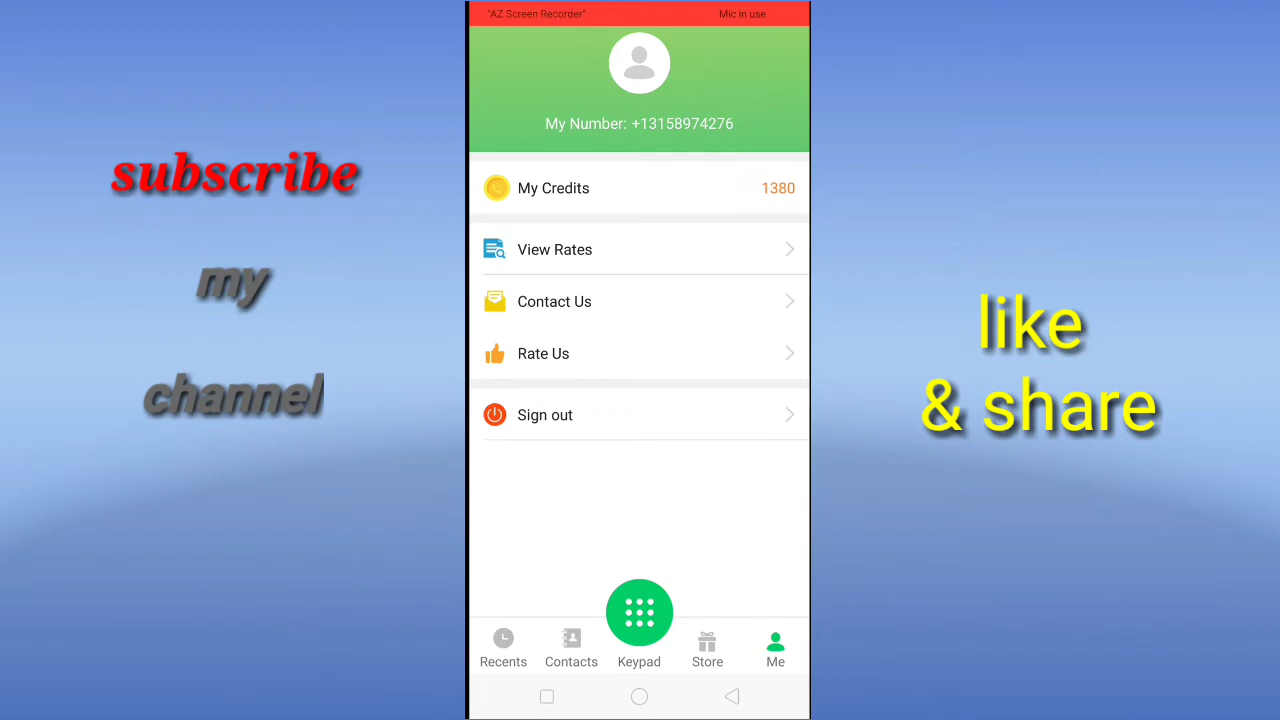 "AZ Screen Recorder" Mic in use
My Number: +13158974276
subscribe
my
channel
My Credits 1380
View Rates
Contact Us
Rate Us
Sign out
like
& share
Recents Contacts Keypad Store Me